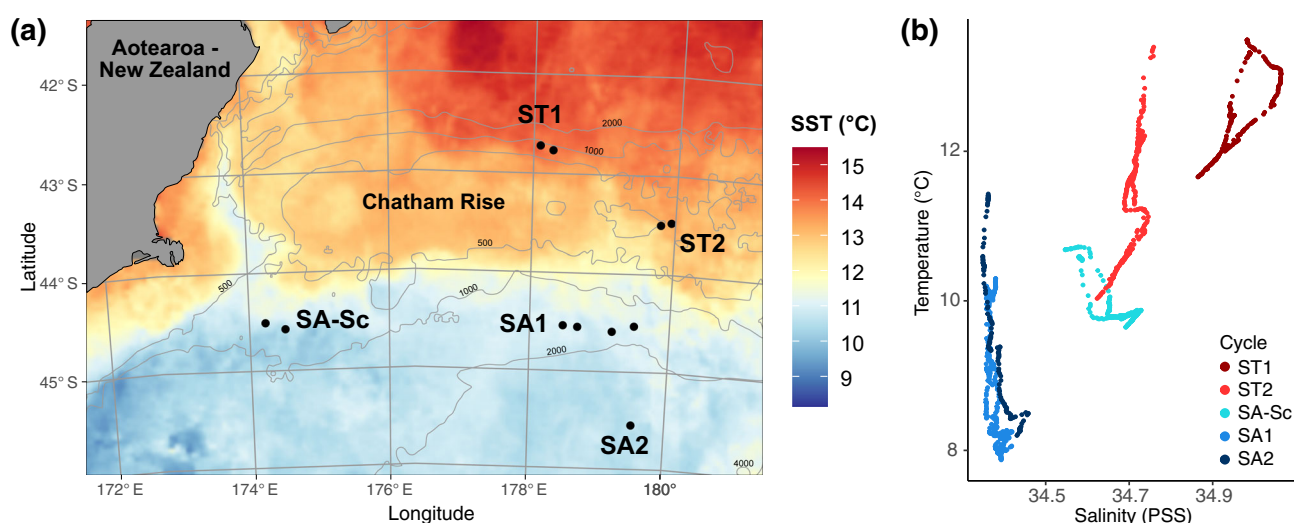 (a)
Aotearoa -
New Zealand
42° S
43° S
44° S
45° S
Latitude
ST1
2000
1000
Chatham Rise
ST2
500
500
1000
SA-Sc
SA1
2000
SA2
4000
172° E
174° E
176° E
178° E
180°
Longitude
SST (°C)
15
14
13
12
11
10
9
(b)
12
10
8
Temperature (°C)
34.5
34.7
34.9
Salinity (PSS)
Cycle
ST1
ST2
SA-Sc
SA1
SA2